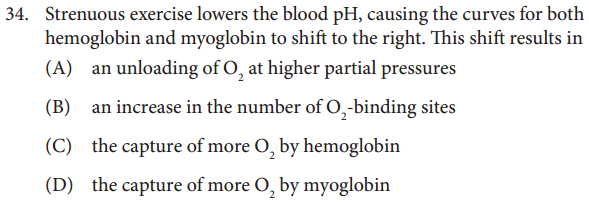 34. Strenuous exercise lowers the blood pH, causing the curves for both
hemoglobin and myoglobin to shift to the right. This shift results in
(A) an unloading of O₂ at higher partial pressures
(B) an increase in the number of O₂-binding sites
(C) the capture of more O₂ by hemoglobin
(D) the capture of more O₂ by myoglobin